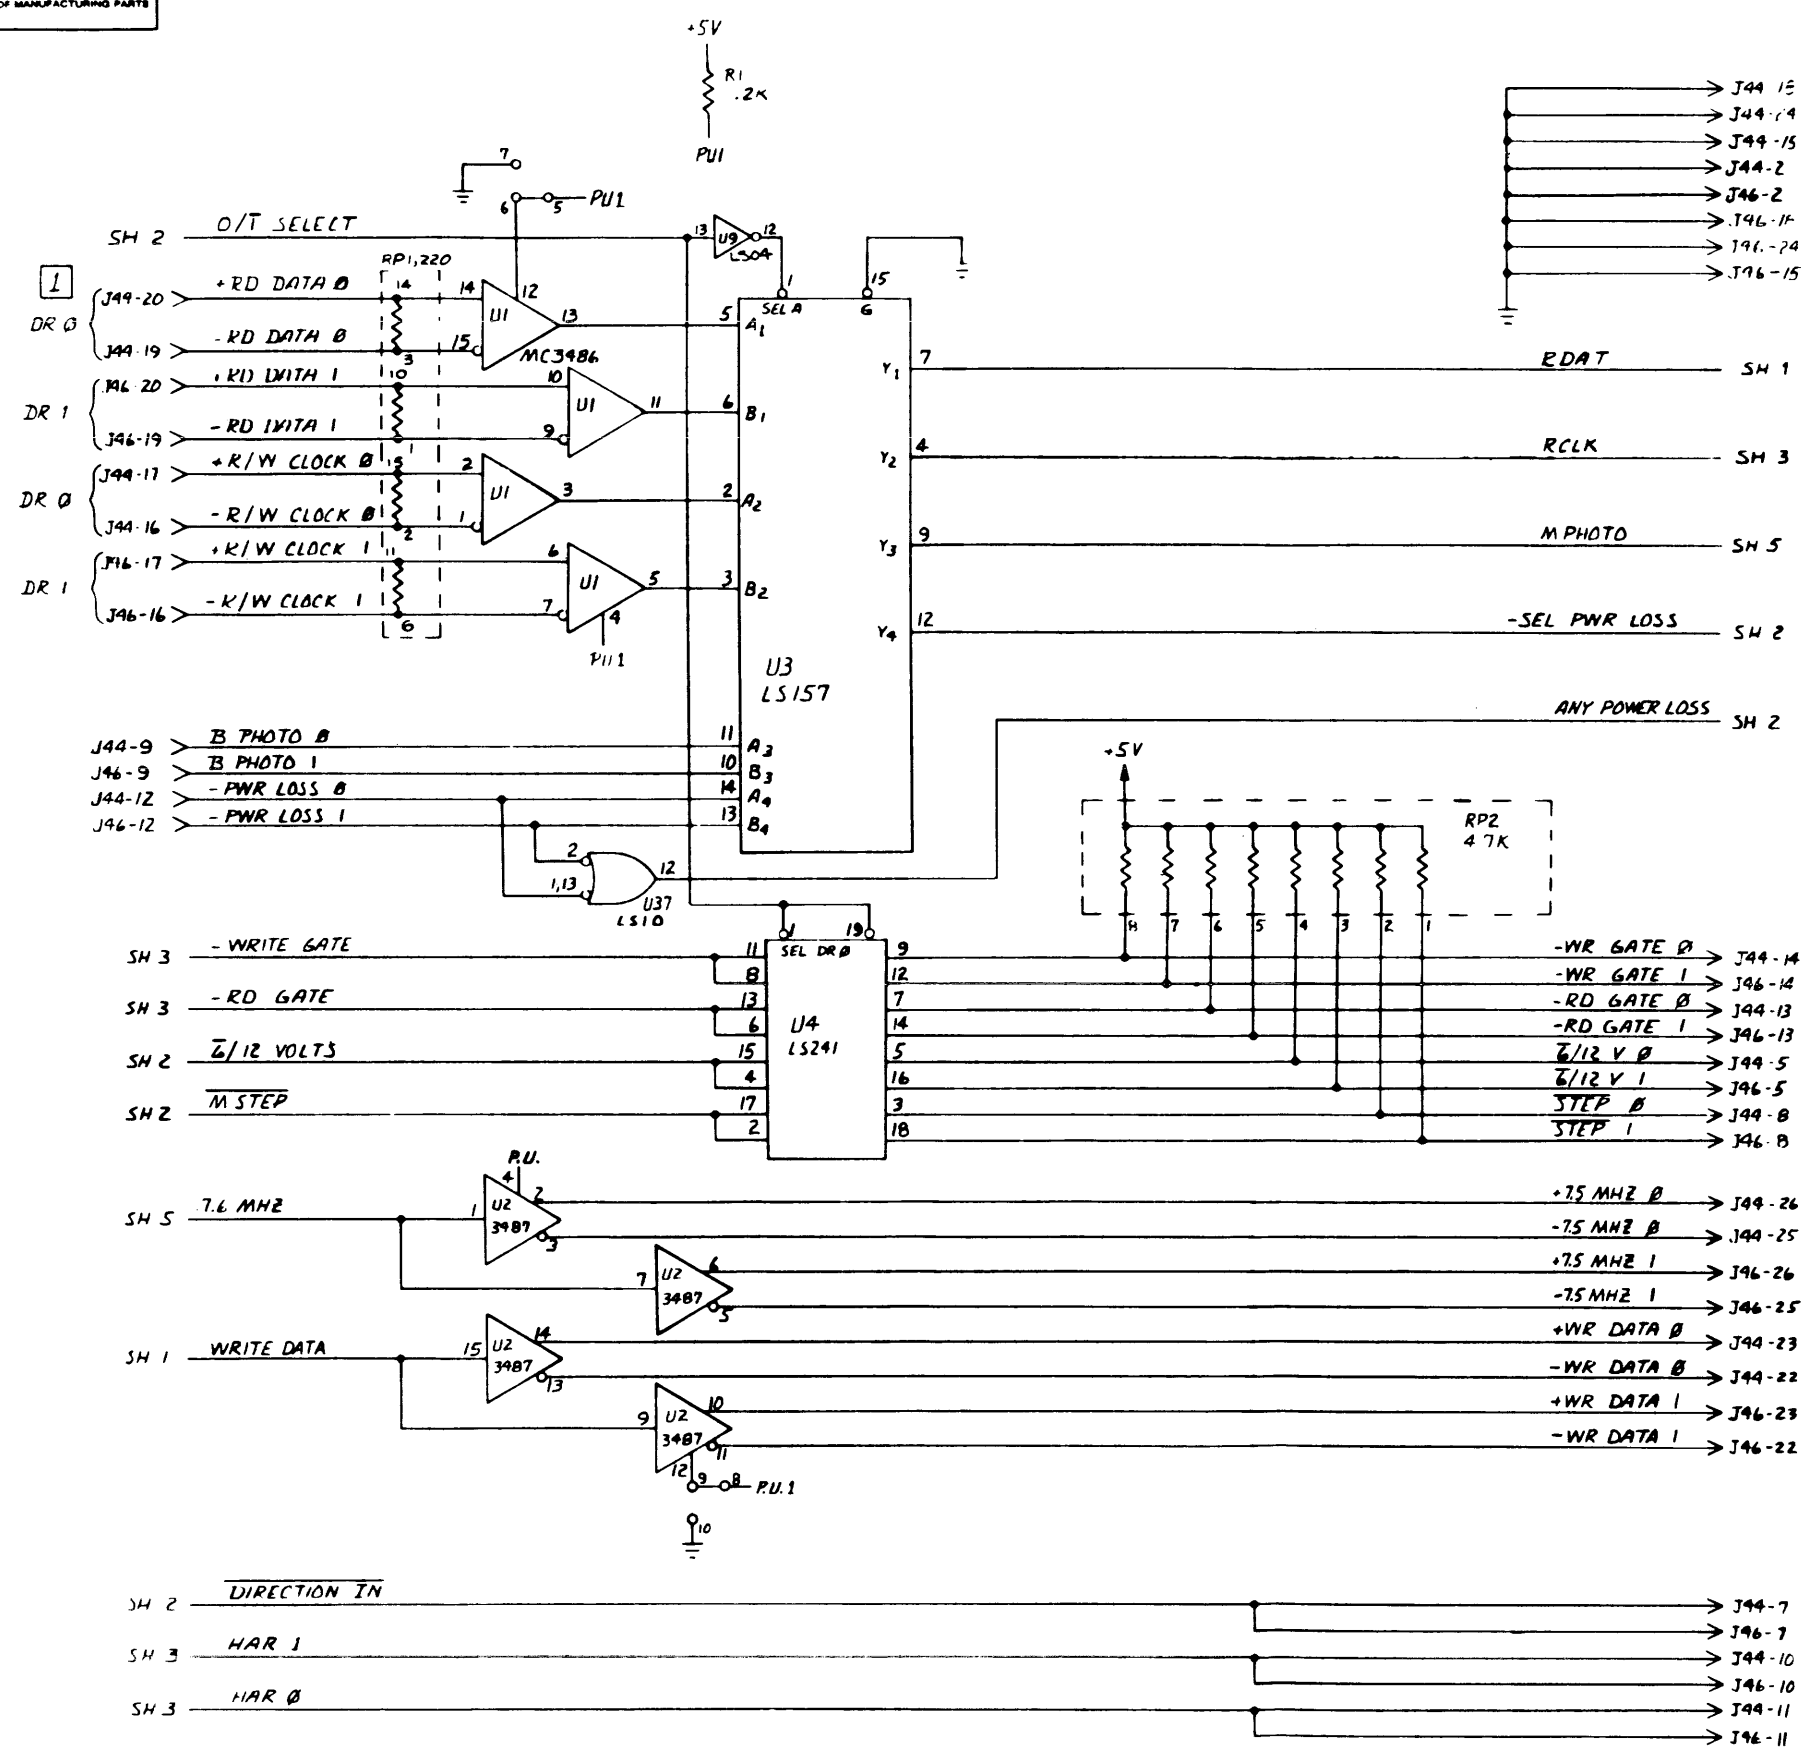 OF MANUFACTURING PARTS
+5V
R1
.2K
PU1
J44-14
J44-15
J44-2
J46-2
J46-24
J46-15
7
6 5 PU1
SH 2 O/T̅ SELECT
13 U9 12
LS04
1 15
SEL A G
RP1,220
1
DR Ø
J44-20 +RD DATA Ø 14 14 U1 12 13 5 A1
J44-19 -RD DATA Ø 3 15
MC3486
Y1 7 RDAT SH 1
DR 1
J46-20 +RD DATA 1 10 10 U1 11 6 B1
J46-19 -RD DATA 1 1 9
Y2 4 RCLK SH 3
DR Ø
J44-17 +R/W CLOCK Ø 15 2 U1 3 2 A2
J44-16 -R/W CLOCK Ø 2 1
Y3 9 M PHOTO SH 5
DR 1
J46-17 +R/W CLOCK 1 11 6 U1 5 3 B2
J46-16 -R/W CLOCK 1 6 7 4
PU1
Y4 12 -SEL PWR LOSS SH 2
U3
LS157
ANY POWER LOSS SH 2
J44-9 B PHOTO Ø 11 A3
J46-9 B PHOTO 1 10 B3
J44-12 -PWR LOSS Ø 14 A4
J46-12 -PWR LOSS 1 13 B4
+5V
RP2
4.7K
2
1,13
12
U37
LS10
8 7 6 5 4 3 2 1
1 19
SEL DRØ
U4
LS241
SH 3 -WRITE GATE 11 9 -WR GATE Ø J44-14
8 12 -WR GATE 1 J46-14
SH 3 -RD GATE 13 7 -RD GATE Ø J44-13
6 14 -RD GATE 1 J46-13
SH 2 6̅/12 VOLTS 15 5 6̅/12 V Ø J44-5
4 16 6̅/12 V 1 J46-5
SH 2 M̅ S̅T̅E̅P̅ 17 3 S̅T̅E̅P̅ Ø J44-8
2 18 S̅T̅E̅P̅ 1 J46-8
P.U.
4
SH 5 7.6 MHZ 1 U2 3487 2 +7.5 MHZ Ø J44-26
3 -7.5 MHZ Ø J44-25
7 U2 3487 6 +7.5 MHZ 1 J46-26
5 -7.5 MHZ 1 J46-25
SH 1 WRITE DATA 15 U2 3487 14 +WR DATA Ø J44-23
13 -WR DATA Ø J44-22
9 U2 3487 10 +WR DATA 1 J46-23
11 -WR DATA 1 J46-22
12 9 8 P.U.1
10
SH 2 D̅I̅R̅E̅C̅T̅I̅O̅N̅ I̅N̅ J44-7
J46-7
SH 3 HAR 1 J44-10
J46-10
SH 3 HAR Ø J44-11
J46-11